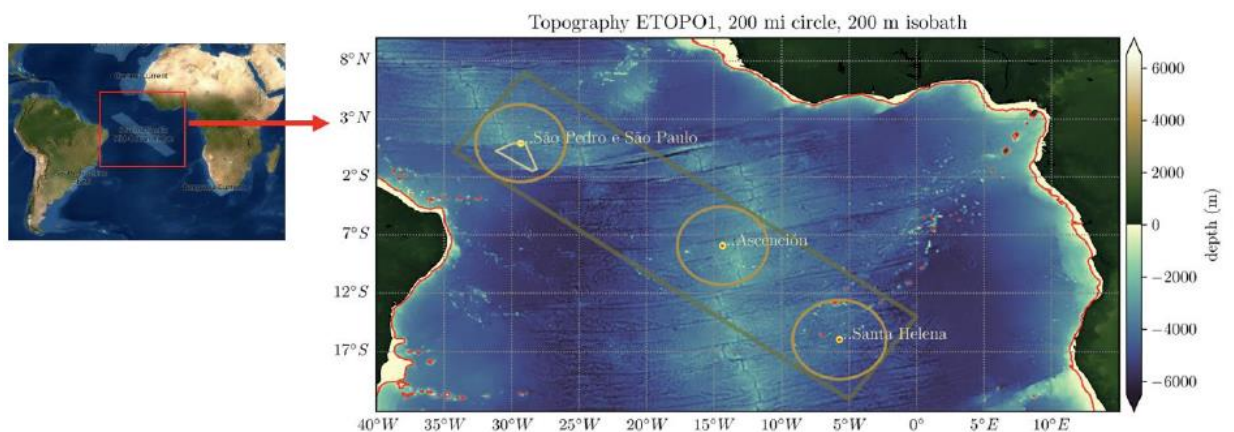 Topography ETOPO1, 200 mi circle, 200 m isobath
8°N
3°N
2°S
7°S
12°S
17°S
São Pedro e São Paulo
Ascención
Santa Helena
40°W 35°W 30°W 25°W 20°W 15°W 10°W 5°W 0° 5°E 10°E
6000
4000
2000
0
−2000
−4000
−6000
depth (m)